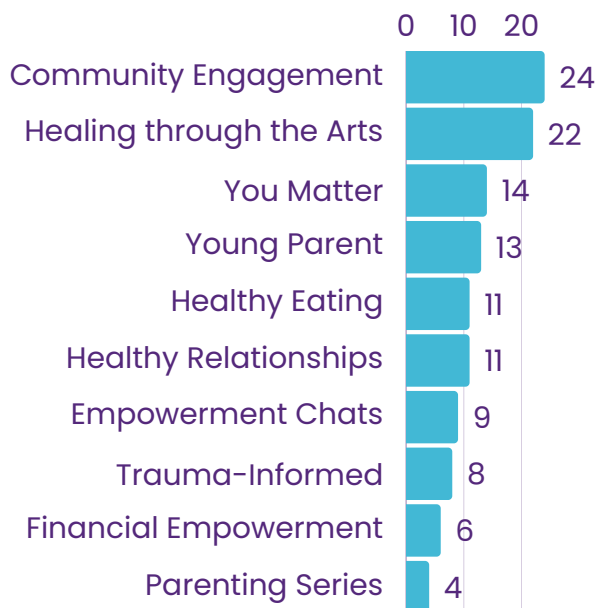 0 10 20
Community Engagement 24
Healing through the Arts 22
You Matter 14
Young Parent 13
Healthy Eating 11
Healthy Relationships 11
Empowerment Chats 9
Trauma-Informed 8
Financial Empowerment 6
Parenting Series 4